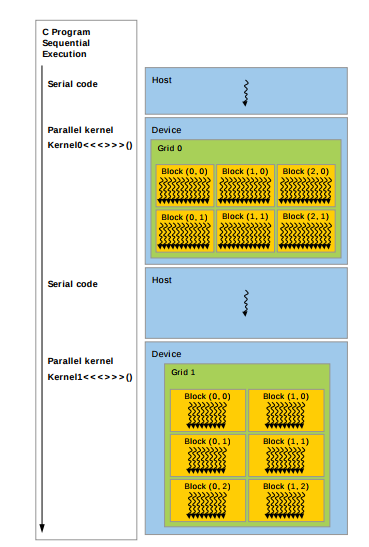 C Program
Sequential
Execution
Serial code
Host
Parallel kernel
Kernel0<<<>>>()
Device
Grid 0
Block (0, 0)
Block (1, 0)
Block (2, 0)
Block (0, 1)
Block (1, 1)
Block (2, 1)
Serial code
Host
Parallel kernel
Kernel1<<<>>>()
Device
Grid 1
Block (0, 0)
Block (1, 0)
Block (0, 1)
Block (1, 1)
Block (0, 2)
Block (1, 2)